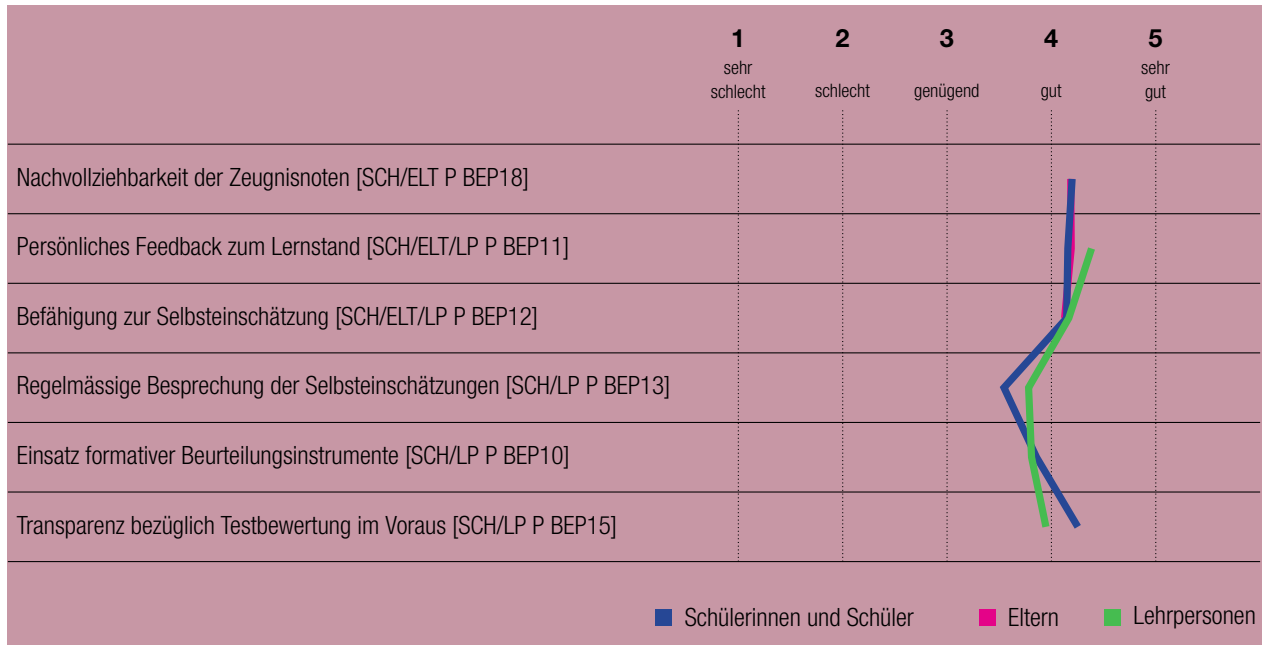 1 2 3 4 5
sehr schlecht schlecht genügend gut sehr gut
Nachvollziehbarkeit der Zeugnisnoten [SCH/ELT P BEP18]
Persönliches Feedback zum Lernstand [SCH/ELT/LP P BEP11]
Befähigung zur Selbsteinschätzung [SCH/ELT/LP P BEP12]
Regelmässige Besprechung der Selbsteinschätzungen [SCH/LP P BEP13]
Einsatz formativer Beurteilungsinstrumente [SCH/LP P BEP10]
Transparenz bezüglich Testbewertung im Voraus [SCH/LP P BEP15]
Schülerinnen und Schüler Eltern Lehrpersonen